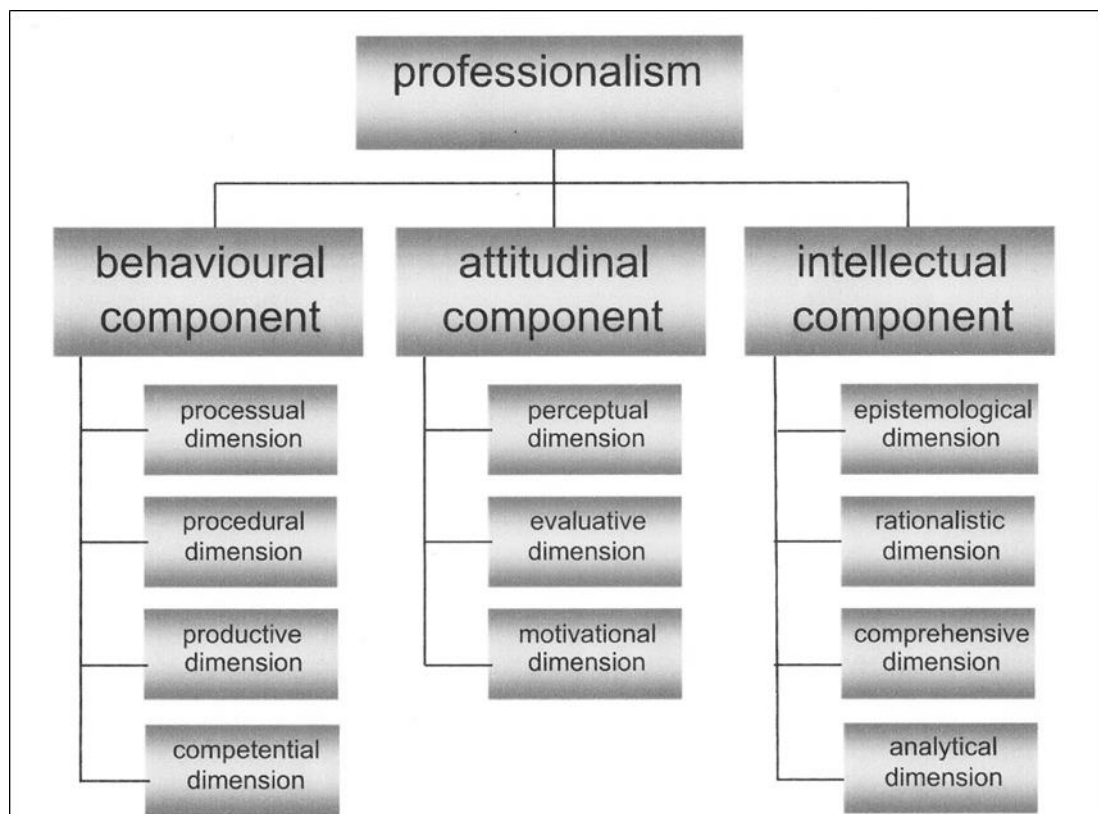 professionalism
behavioural
component
attitudinal
component
intellectual
component
processual
dimension
procedural
dimension
productive
dimension
competential
dimension
perceptual
dimension
evaluative
dimension
motivational
dimension
epistemological
dimension
rationalistic
dimension
comprehensive
dimension
analytical
dimension